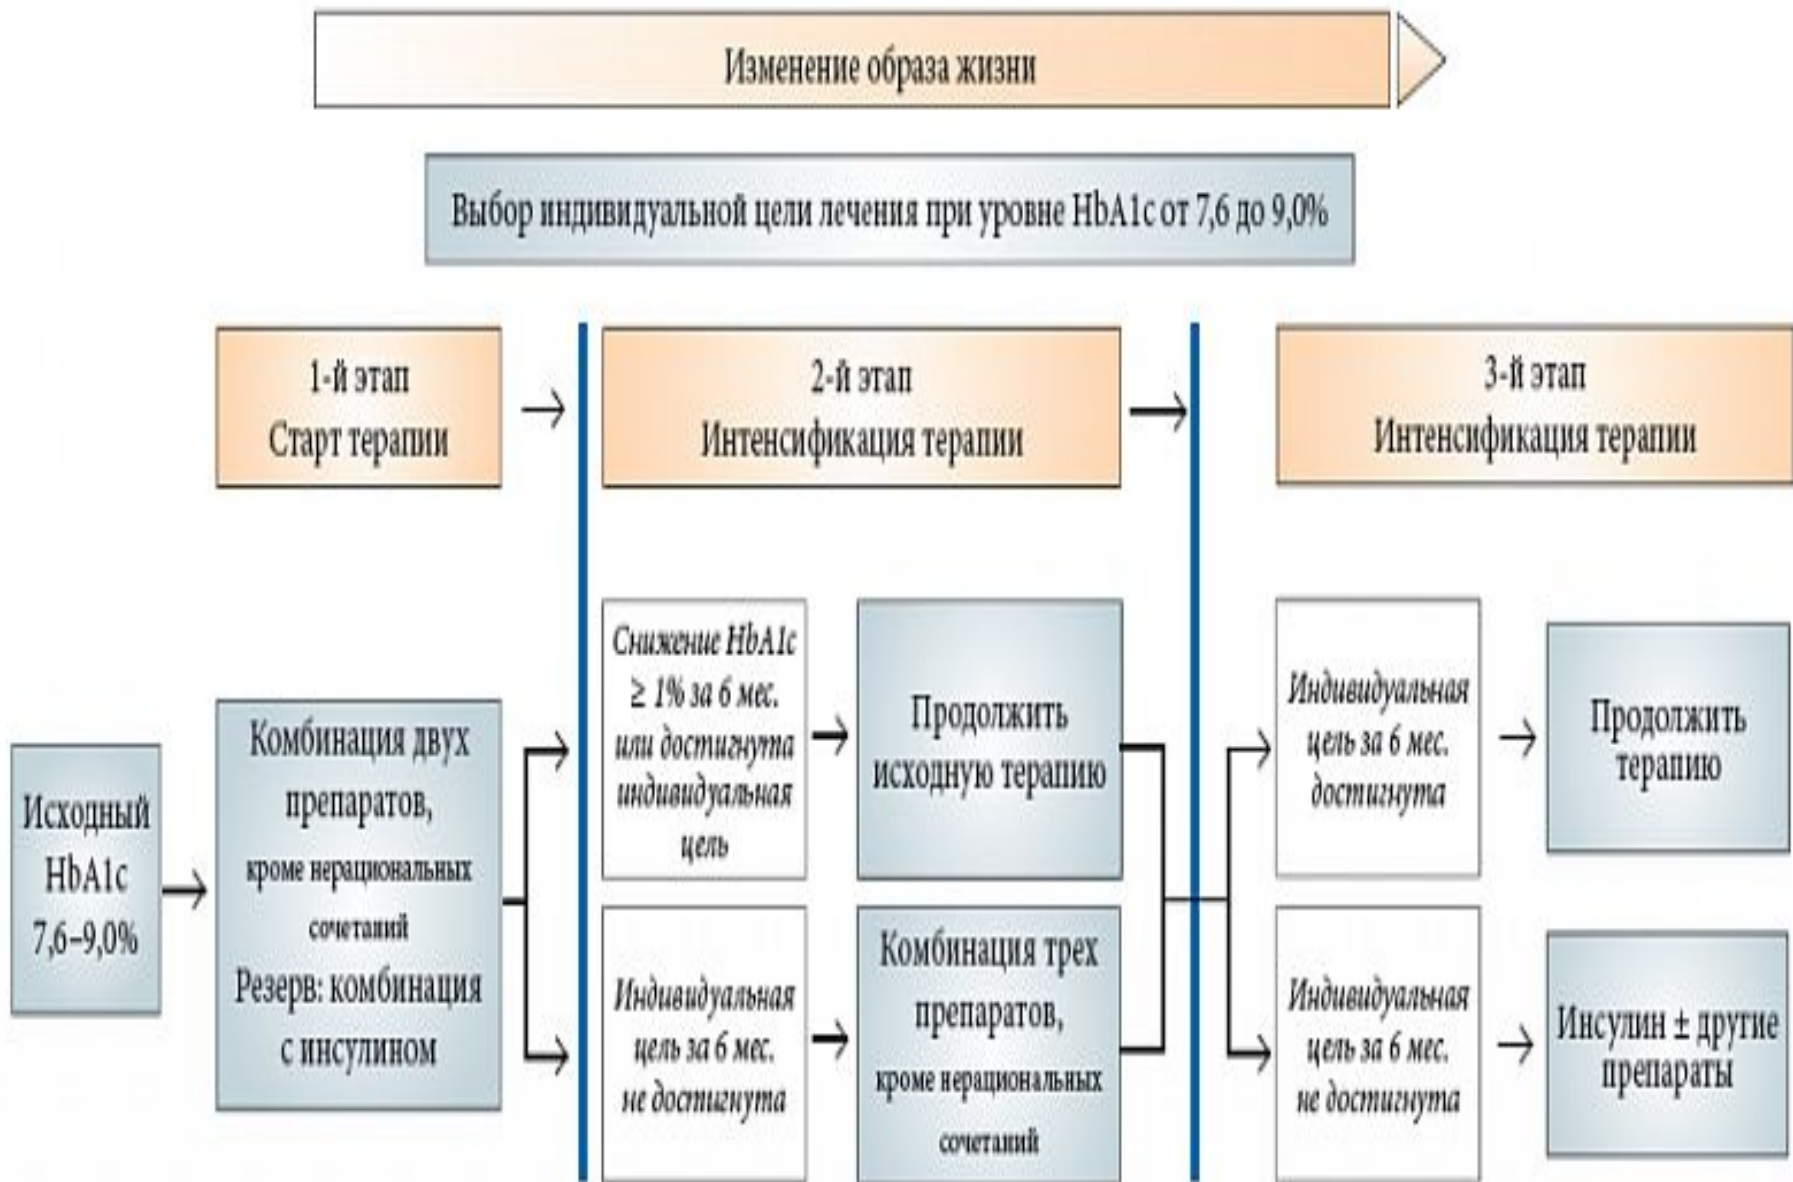 Изменение образа жизни
Выбор индивидуальной цели лечения при уровне HbA1c от 7,6 до 9,0%
1-й этап
Старт терапии
2-й этап
Интенсификация терапии
3-й этап
Интенсификация терапии
Исходный
HbA1c
7,6–9,0%
Комбинация двух
препаратов,
кроме нерациональных
сочетаний
Резерв: комбинация
с инсулином
Снижение HbA1c
≥ 1% за 6 мес.
или достигнута
индивидуальная
цель
Продолжить
исходную терапию
Индивидуальная
цель за 6 мес.
не достигнута
Комбинация трех
препаратов,
кроме нерациональных
сочетаний
Индивидуальная
цель за 6 мес.
достигнута
Продолжить
терапию
Индивидуальная
цель за 6 мес.
не достигнута
Инсулин ± другие
препараты